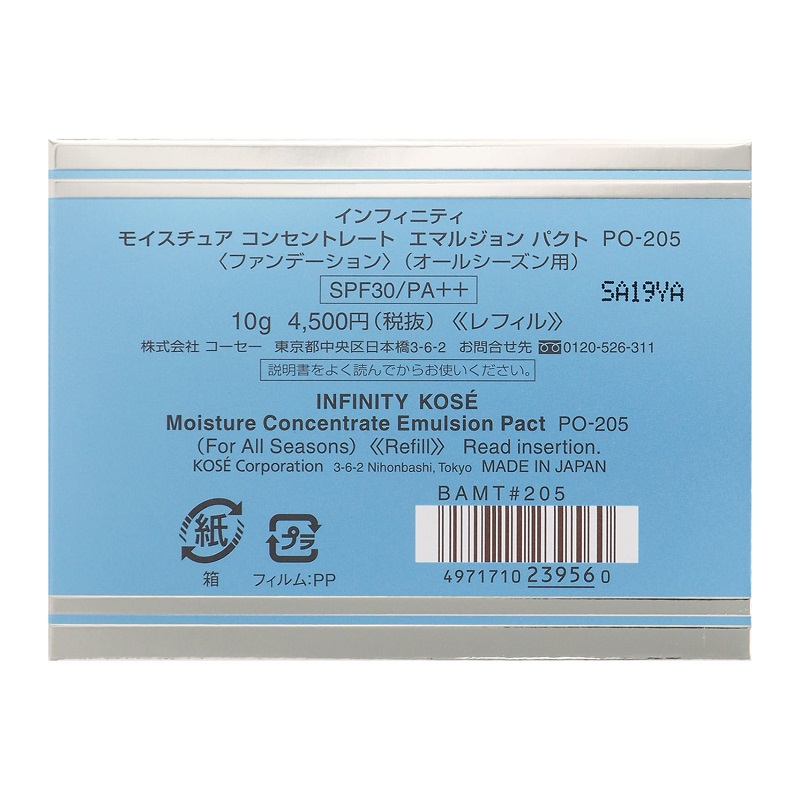 インフィニティ
モイスチュア コンセントレート エマルジョン パクト PO-205
〈ファンデーション〉(オールシーズン用)
SPF30/PA++
SA19YA
10g 4,500円(税抜) 《レフィル》
株式会社 コーセー 東京都中央区日本橋3-6-2 お問合せ先 0120-526-311
説明書をよく読んでからお使いください。
INFINITY KOSÉ
Moisture Concentrate Emulsion Pact PO-205
(For All Seasons) 《Refill》 Read insertion.
KOSÉ Corporation 3-6-2 Nihonbashi, Tokyo MADE IN JAPAN
BAMT#205
紙
プラ
箱
フィルム:PP
4971710 23956 0